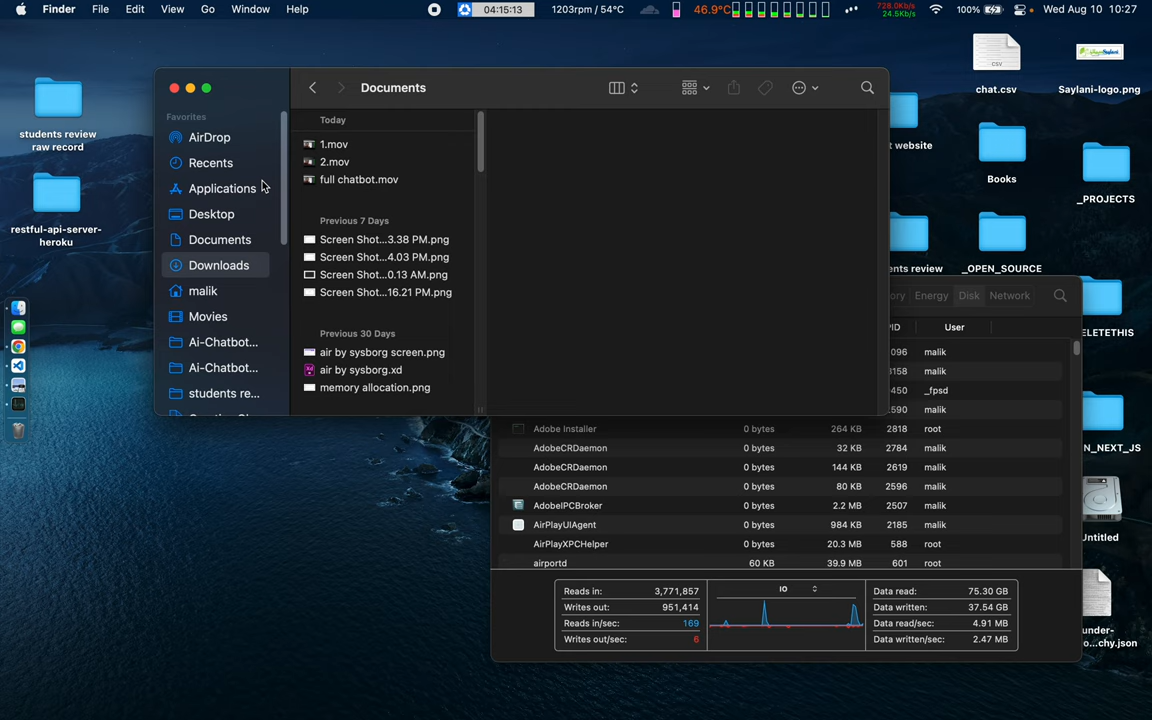 Finder File Edit View Go Window Help
04:15:13 1203rpm / 54°C 46.9°C 728.0Kb/s 24.5Kb/s 100% Wed Aug 10 10:27
students review
raw record
restful-api-server-
heroku
Documents
Favorites
AirDrop
Recents
Applications
Desktop
Documents
Downloads
malik
Movies
Ai-Chatbot...
Ai-Chatbot...
students re...
Today
1.mov
2.mov
full chatbot.mov
Previous 7 Days
Screen Shot...3.38 PM.png
Screen Shot...4.03 PM.png
Screen Shot...0.13 AM.png
Screen Shot...16.21 PM.png
Previous 30 Days
air by sysborg screen.png
air by sysborg.xd
memory allocation.png
CSV
chat.csv
Saylani-logo.png
t website
Books
_PROJECTS
ents review
_OPEN_SOURCE
ELETETHIS
N_NEXT_JS
Untitled
under-
o...chy.json
ory Energy Disk Network
PID User
096 malik
3158 malik
450 _fpsd
590 malik
Adobe Installer 0 bytes 264 KB 2818 root
AdobeCRDaemon 0 bytes 32 KB 2784 malik
AdobeCRDaemon 0 bytes 144 KB 2619 malik
AdobeCRDaemon 0 bytes 80 KB 2596 malik
AdobeIPCBroker 0 bytes 2.2 MB 2507 malik
AirPlayUIAgent 0 bytes 984 KB 2185 malik
AirPlayXPCHelper 0 bytes 20.3 MB 588 root
airportd 60 KB 39.9 MB 601 root
Reads in: 3,771,857
Writes out: 951,414
Reads in/sec: 169
Writes out/sec: 6
IO
Data read: 75.30 GB
Data written: 37.54 GB
Data read/sec: 4.91 MB
Data written/sec: 2.47 MB